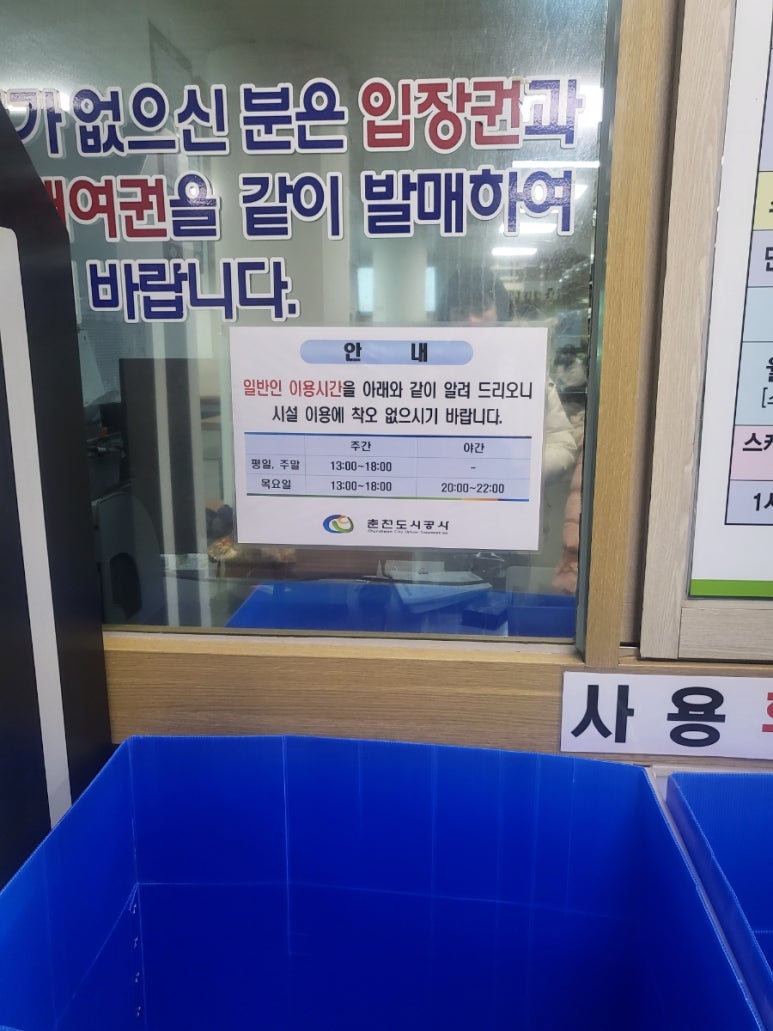 가 없으신 분은 입장권과
대여권을 같이 발매하여
바랍니다.
안 내
일반인 이용시간을 아래와 같이 알려 드리오니
시설 이용에 착오 없으시기 바랍니다.
주간 야간
평일, 주말 13:00~18:00 -
목요일 13:00~18:00 20:00~22:00
춘천도시공사
사 용